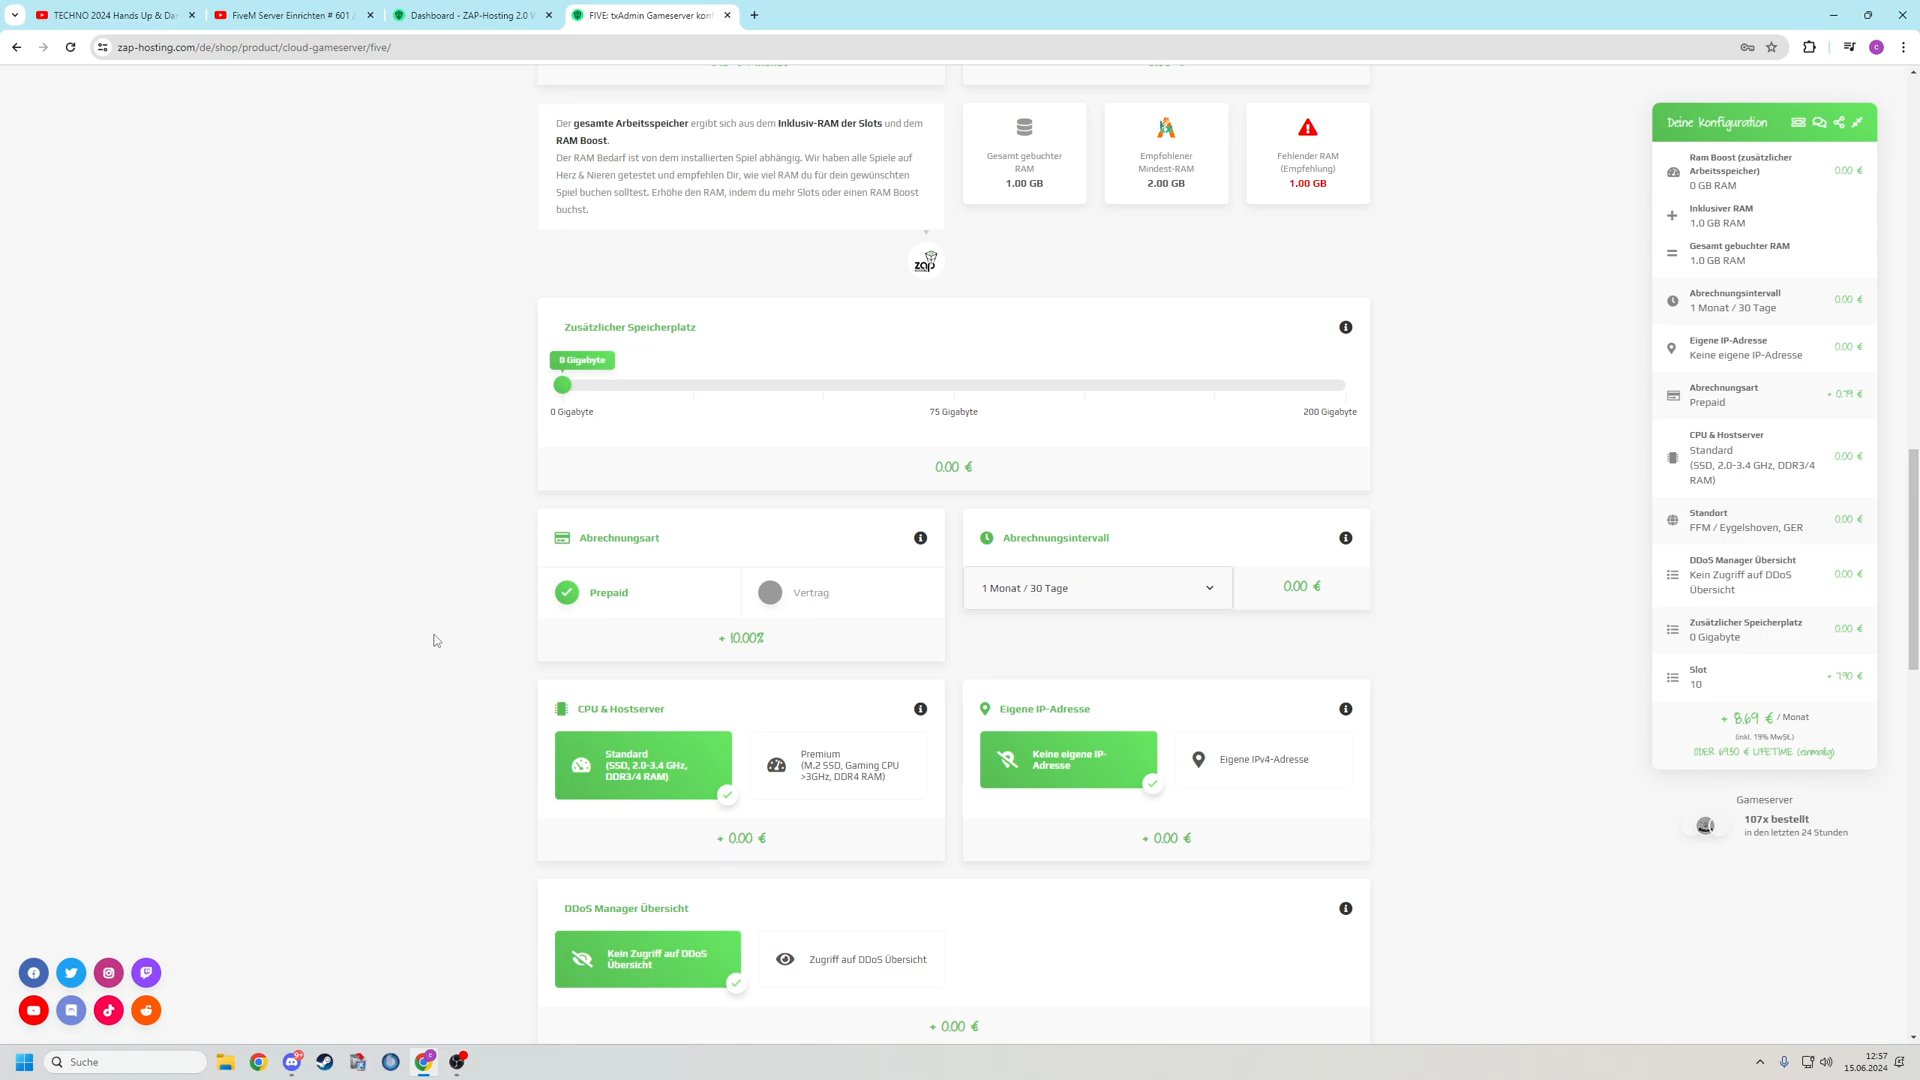 TECHNO 2024 Hands Up & Dan
FiveM Server Einrichten # 601 /
Dashboard - ZAP-Hosting 2.0 V
FIVE: txAdmin Gameserver konf
zap-hosting.com/de/shop/product/cloud-gameserver/five/
Der gesamte Arbeitsspeicher ergibt sich aus dem Inklusiv-RAM der Slots und dem
RAM Boost.
Der RAM Bedarf ist von dem installierten Spiel abhängig. Wir haben alle Spiele auf
Herz & Nieren getestet und empfehlen Dir, wie viel RAM du für dein gewünschten
Spiel buchen solltest. Erhöhe den RAM, indem du mehr Slots oder einen RAM Boost
buchst.
zap
Gesamt gebuchter
RAM
1.00 GB
Empfohlener
Mindest-RAM
2.00 GB
Fehlender RAM
(Empfehlung)
1.00 GB
Zusätzlicher Speicherplatz
0 Gigabyte
0 Gigabyte
75 Gigabyte
200 Gigabyte
0.00 €
Abrechnungsart
Prepaid
Vertrag
+ 10.00%
Abrechnungsintervall
1 Monat / 30 Tage
0.00 €
CPU & Hostserver
Standard
(SSD, 2.0-3.4 GHz,
DDR3/4 RAM)
Premium
(M.2 SSD, Gaming CPU
>3GHz, DDR4 RAM)
+ 0.00 €
Eigene IP-Adresse
Keine eigene IP-
Adresse
Eigene IPv4-Adresse
+ 0.00 €
DDoS Manager Übersicht
Kein Zugriff auf DDoS
Übersicht
Zugriff auf DDoS Übersicht
+ 0.00 €
Deine Konfiguration
Ram Boost (zusätzlicher
Arbeitsspeicher)
0 GB RAM
0.00 €
Inklusiver RAM
1.0 GB RAM
Gesamt gebuchter RAM
1.0 GB RAM
Abrechnungsintervall
1 Monat / 30 Tage
0.00 €
Eigene IP-Adresse
Keine eigene IP-Adresse
0.00 €
Abrechnungsart
Prepaid
+ 0.79 €
CPU & Hostserver
Standard
(SSD, 2.0-3.4 GHz, DDR3/4
RAM)
0.00 €
Standort
FFM / Eygelshoven, GER
0.00 €
DDoS Manager Übersicht
Kein Zugriff auf DDoS
Übersicht
0.00 €
Zusätzlicher Speicherplatz
0 Gigabyte
0.00 €
Slot
10
+ 7.90 €
+ 8.69 € / Monat
(inkl. 19% MwSt.)
ODER 69.50 € LIFETIME (einmalig)
Gameserver
107x bestellt
in den letzten 24 Stunden
Suche
9+
12:57
15.06.2024